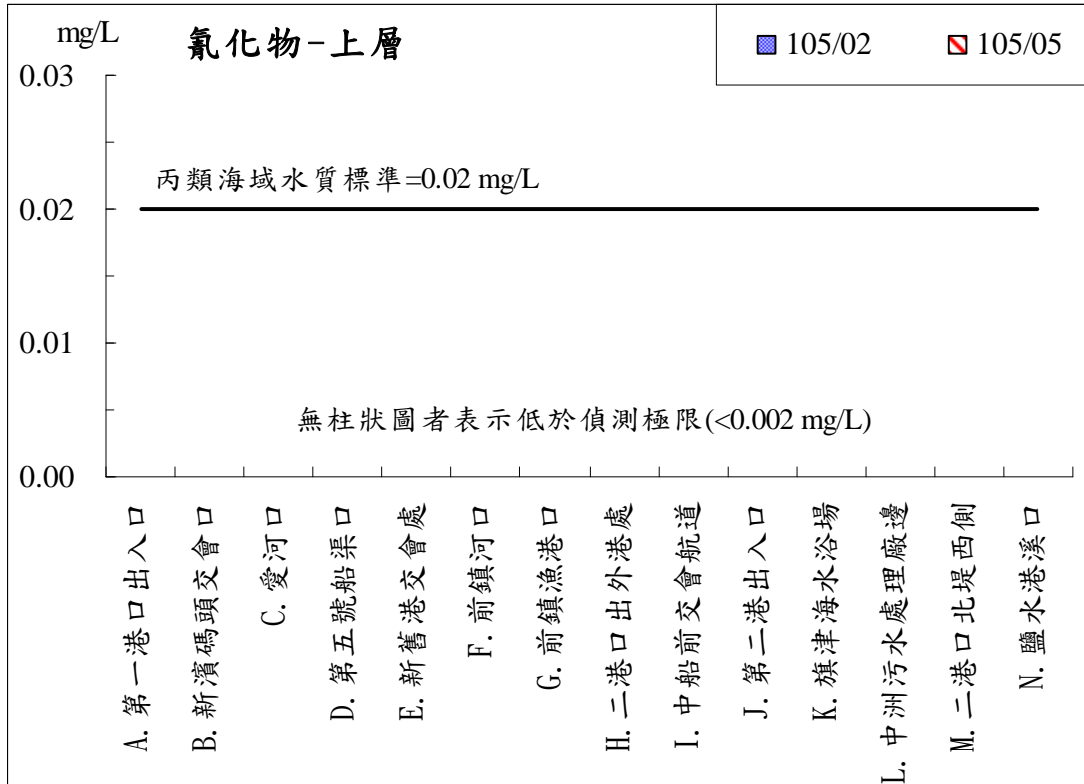 mg/L
氰化物-上層
105/02
105/05
0.03
丙類海域水質標準=0.02 mg/L
0.02
0.01
無柱狀圖者表示低於偵測極限(<0.002 mg/L)
0.00
A. 第一港口出入口
B. 新濱碼頭交會口
C. 愛河口
D. 第五號船渠口
E. 新舊港交會處
F. 前鎮河口
G. 前鎮漁港口
H. 二港口出外港處
I. 中船前交會航道
J. 第二港出入口
K. 旗津海水浴場
L. 中洲污水處理廠邊
M. 二港口北堤西側
N. 鹽水港溪口